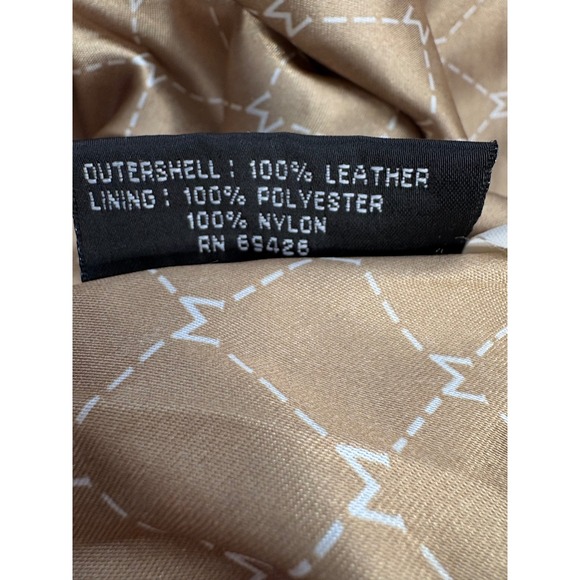 OUTERSHELL: 100% LEATHER
LINING: 100% POLYESTER
100% NYLON
RN 69426
M
M
M
M
M